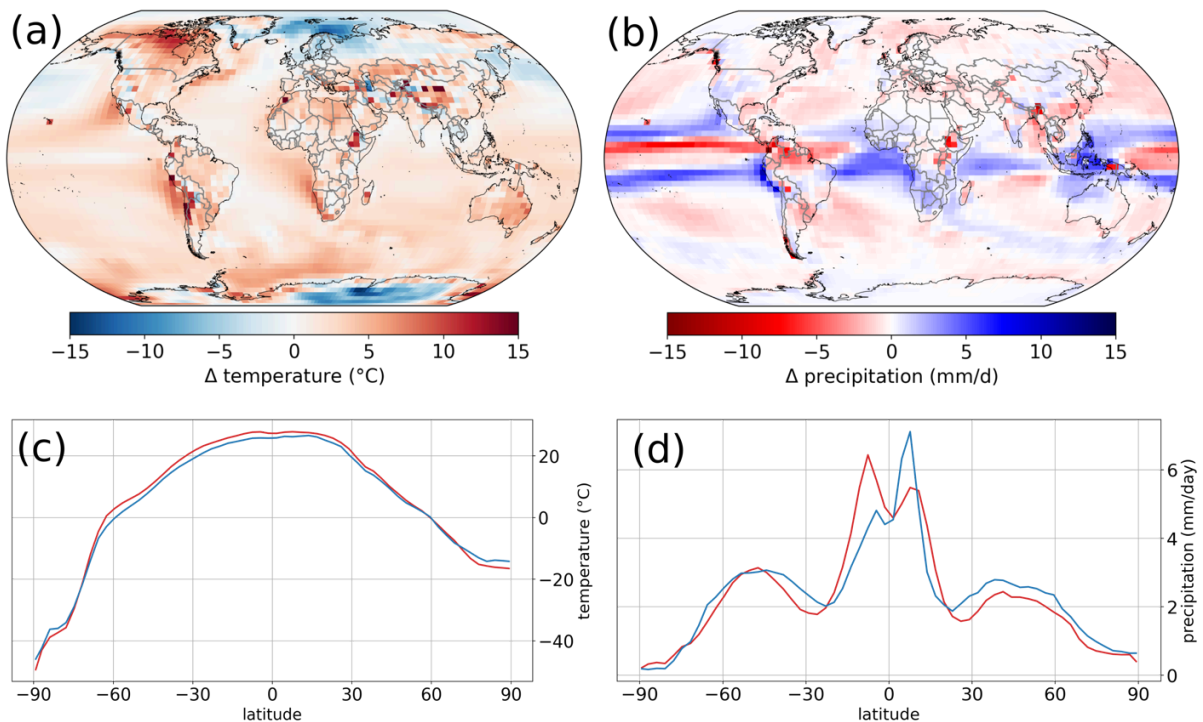 (a)
(b)
−15 −10 −5 0 5 10 15
Δ temperature (°C)
−15 −10 −5 0 5 10 15
Δ precipitation (mm/d)
(c)
20
0
−20
−40
temperature (°C)
−90 −60 −30 0 30 60 90
latitude
(d)
6
4
2
0
precipitation (mm/day)
−90 −60 −30 0 30 60 90
latitude